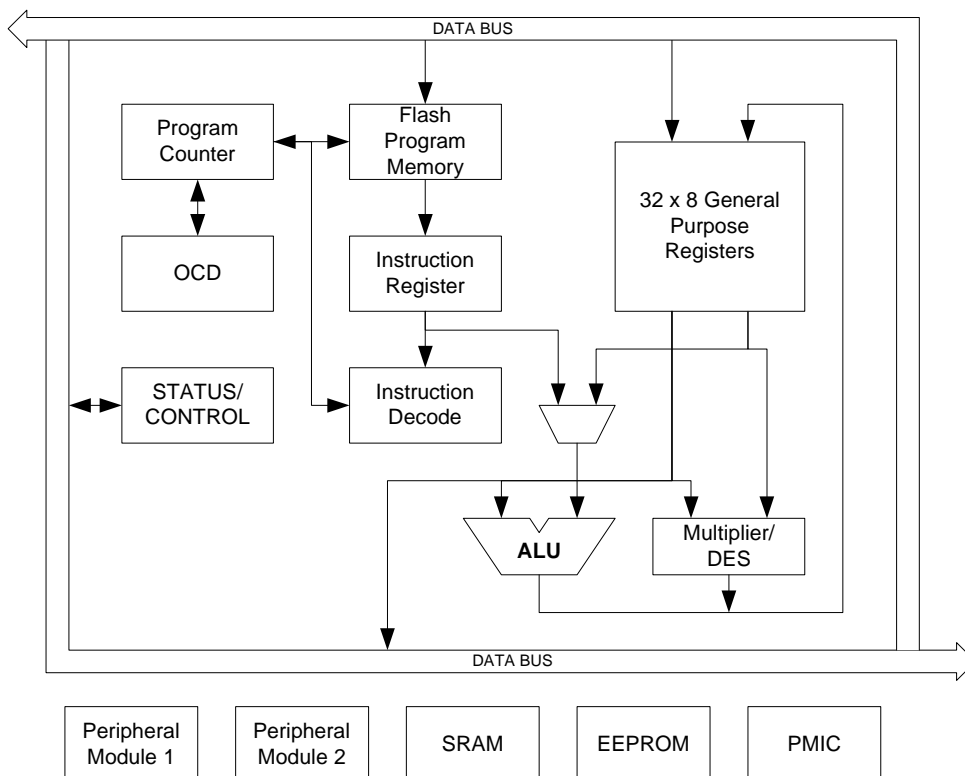 DATA BUS
Program
Counter
Flash
Program
Memory
32 x 8 General
Purpose
Registers
OCD
Instruction
Register
STATUS/
CONTROL
Instruction
Decode
ALU
Multiplier/
DES
DATA BUS
Peripheral
Module 1
Peripheral
Module 2
SRAM
EEPROM
PMIC